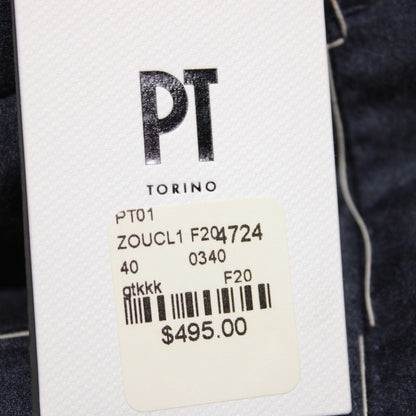 PT
TORINO
PT01
ZOUCL1 F20 4724
40 0340
gtkkk F20
$495.00